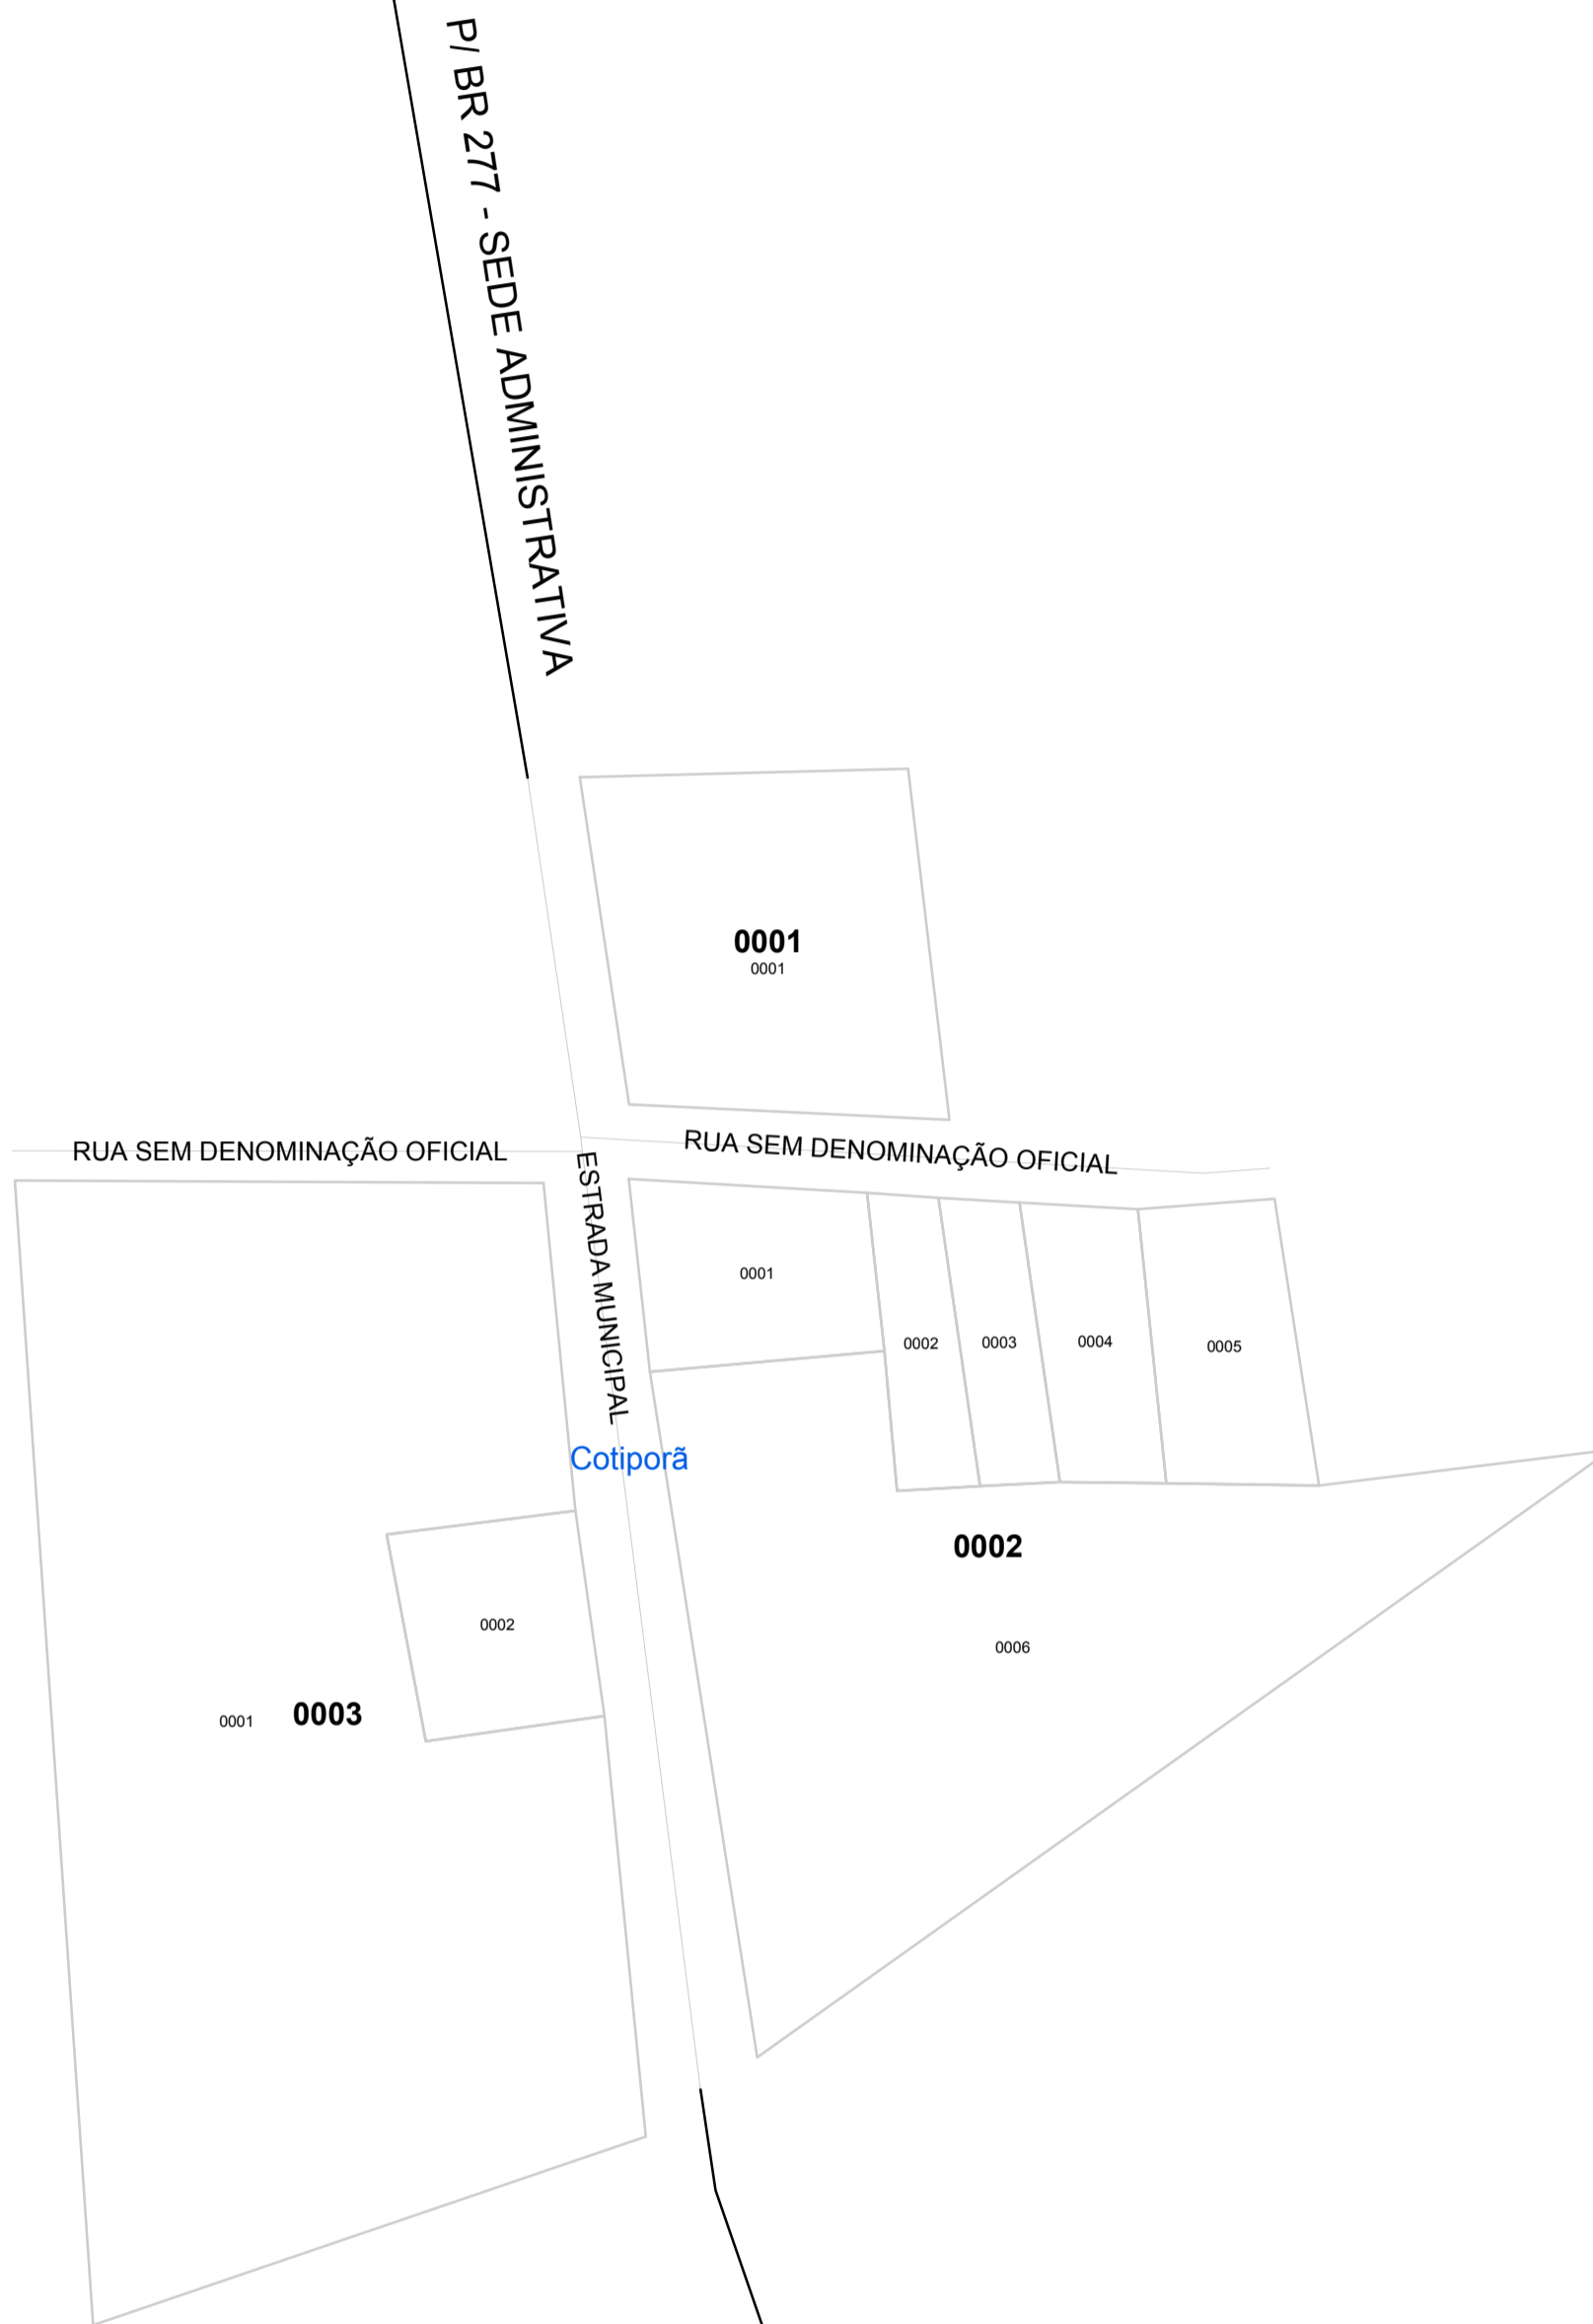 P/ BR 277 - SEDE ADMINISTRATIVA
0001
0001
RUA SEM DENOMINAÇÃO OFICIAL
RUA SEM DENOMINAÇÃO OFICIAL
ESTRADA MUNICIPAL
0001
0002
0003
0004
0005
Cotiporã
0002
0002
0006
0001
0003